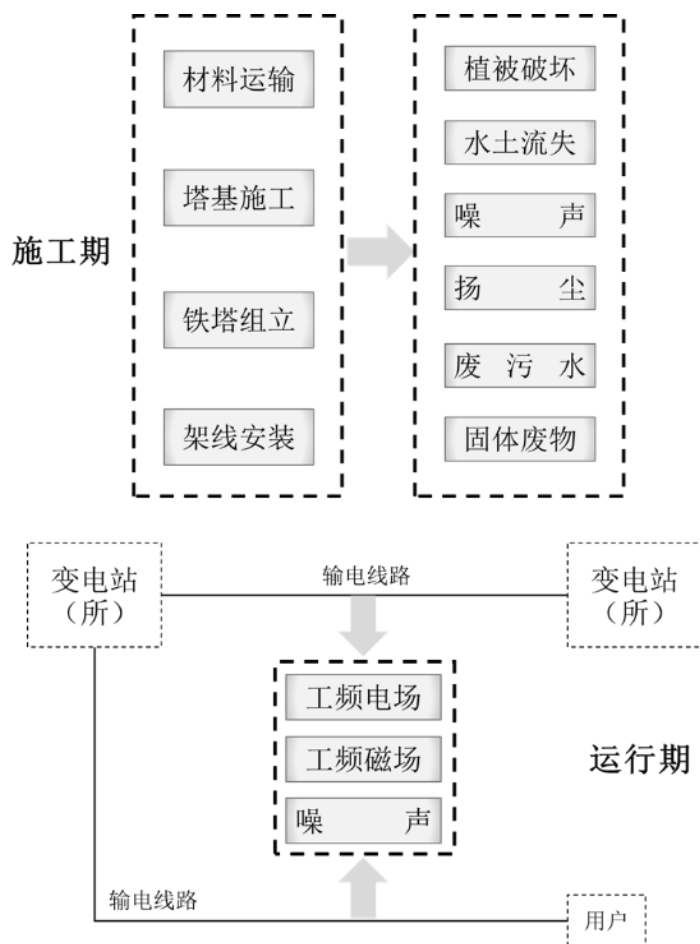 施工期
材料运输
塔基施工
铁塔组立
架线安装
植被破坏
水土流失
噪 声
扬 尘
废 污 水
固体废物
变电站
（所）
输电线路
变电站
（所）
工频电场
工频磁场
噪 声
运行期
输电线路
用户